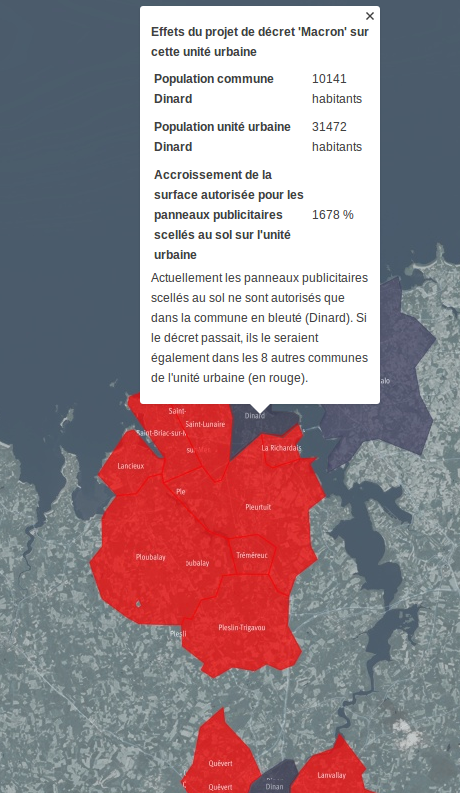 ×
Effets du projet de décret 'Macron' sur
cette unité urbaine
Population commune 10141
Dinard habitants
Population unité urbaine 31472
Dinard habitants
Accroissement de la
surface autorisée pour les
panneaux publicitaires 1678 %
scellés au sol sur l'unité
urbaine
Actuellement les panneaux publicitaires
scellés au sol ne sont autorisés que
dans la commune en bleuté (Dinard). Si
le décret passait, ils le seraient
également dans les 8 autres communes
de l'unité urbaine (en rouge).
alo
Saint-
Dinard
Saint-Lunaire
Saint-Briac-sur-M
La Richardais
Lancieux
Ple
Pleurtuit
Ploubalay
oubalay
Tréméreuc
Pleslin-Trigavou
Plesli
Quévert
Lanvallay
Dinan
Quévert